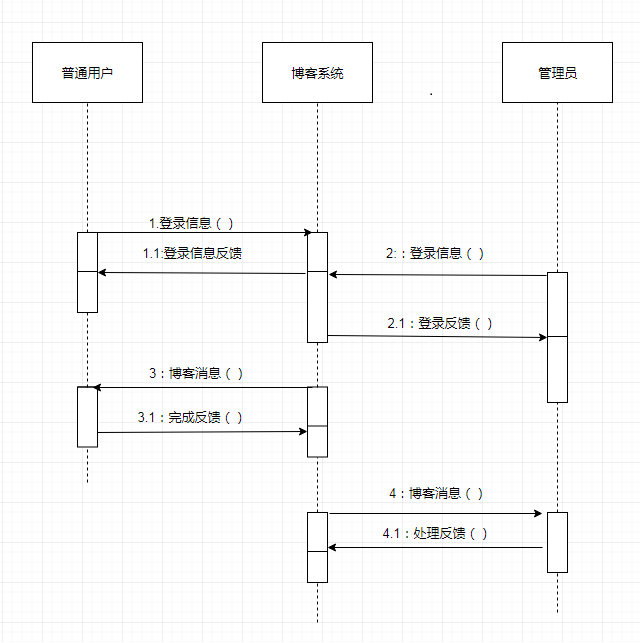 普通用户
博客系统
管理员
1.登录信息（ ）
1.1:登录信息反馈
2:：登录信息（ ）
2.1：登录反馈（ ）
3：博客消息（ ）
3.1：完成反馈（ ）
4：博客消息（ ）
4.1：处理反馈（ ）